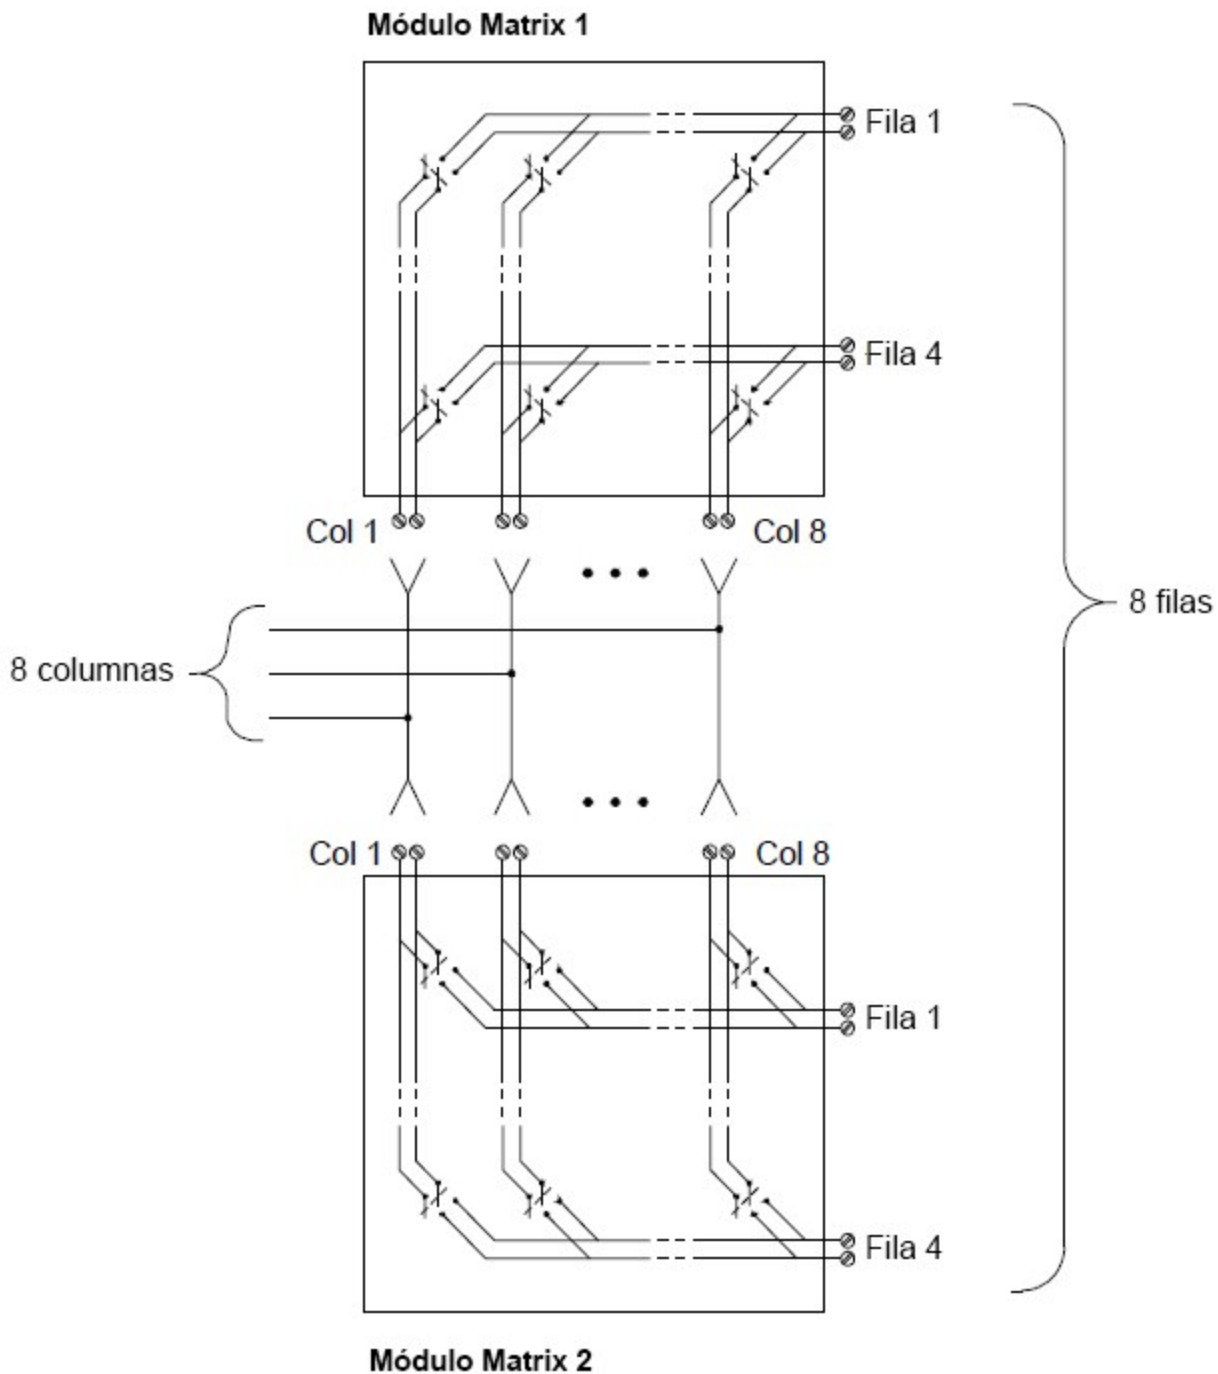 Módulo Matrix 1
Fila 1
Fila 4
Col 1
Col 8
8 filas
8 columnas
Col 1
Col 8
Fila 1
Fila 4
Módulo Matrix 2